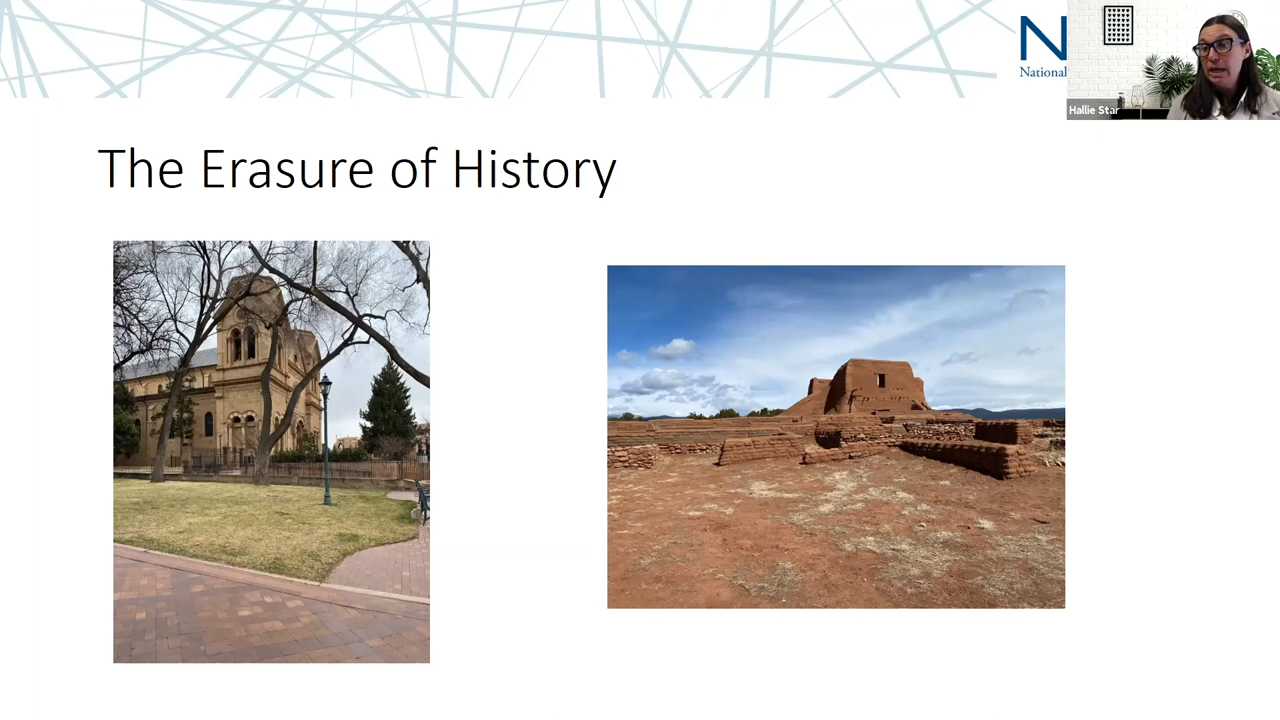 N
National
Hallie Star
The Erasure of History